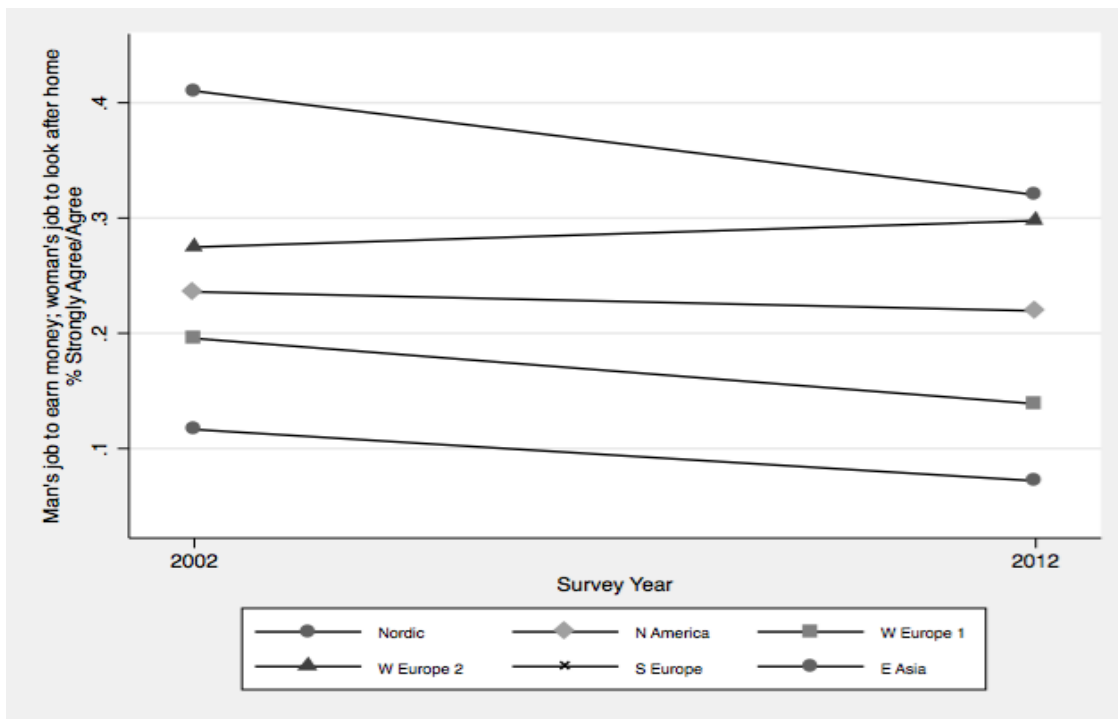 Man's job to earn money; woman's job to look after home
% Strongly Agree/Agree
.4
.3
.2
.1
2002 2012
Survey Year
Nordic N America W Europe 1
W Europe 2 S Europe E Asia